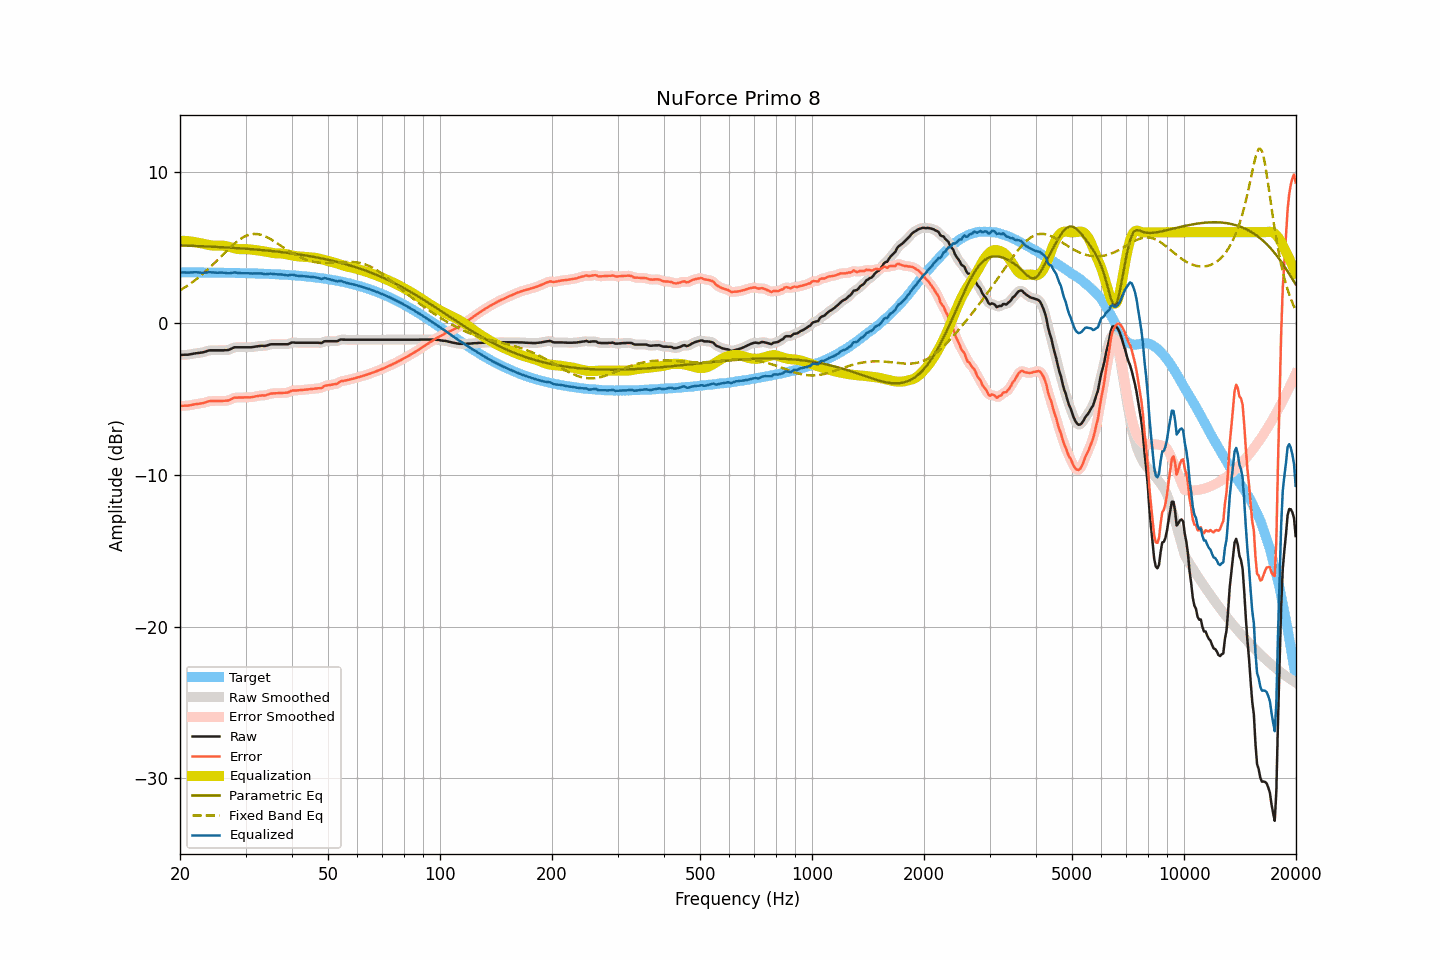 NuForce Primo 8
10
0
−10
−20
−30
Amplitude (dBr)
Target
Raw Smoothed
Error Smoothed
Raw
Error
Equalization
Parametric Eq
Fixed Band Eq
Equalized
20 50 100 200 500 1000 2000 5000 10000 20000
Frequency (Hz)